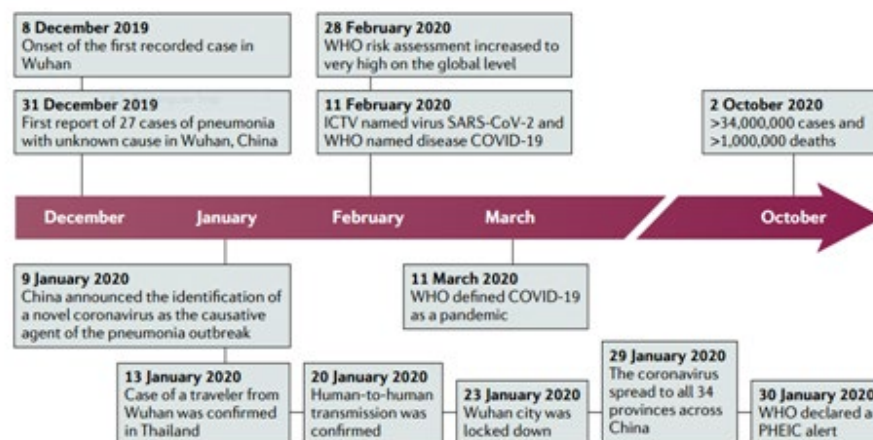 8 December 2019
Onset of the first recorded case in
Wuhan
28 February 2020
WHO risk assessment increased to
very high on the global level
31 December 2019
First report of 27 cases of pneumonia
with unknown cause in Wuhan, China
11 February 2020
ICTV named virus SARS-CoV-2 and
WHO named disease COVID-19
2 October 2020
>34,000,000 cases and
>1,000,000 deaths
December
January
February
March
October
9 January 2020
China announced the identification of
a novel coronavirus as the causative
agent of the pneumonia outbreak
11 March 2020
WHO defined COVID-19
as a pandemic
13 January 2020
Case of a traveler from
Wuhan was confirmed
in Thailand
20 January 2020
Human-to-human
transmission was
confirmed
23 January 2020
Wuhan city was
locked down
29 January 2020
The coronavirus
spread to all 34
provinces across
China
30 January 2020
WHO declared a
PHEIC alert